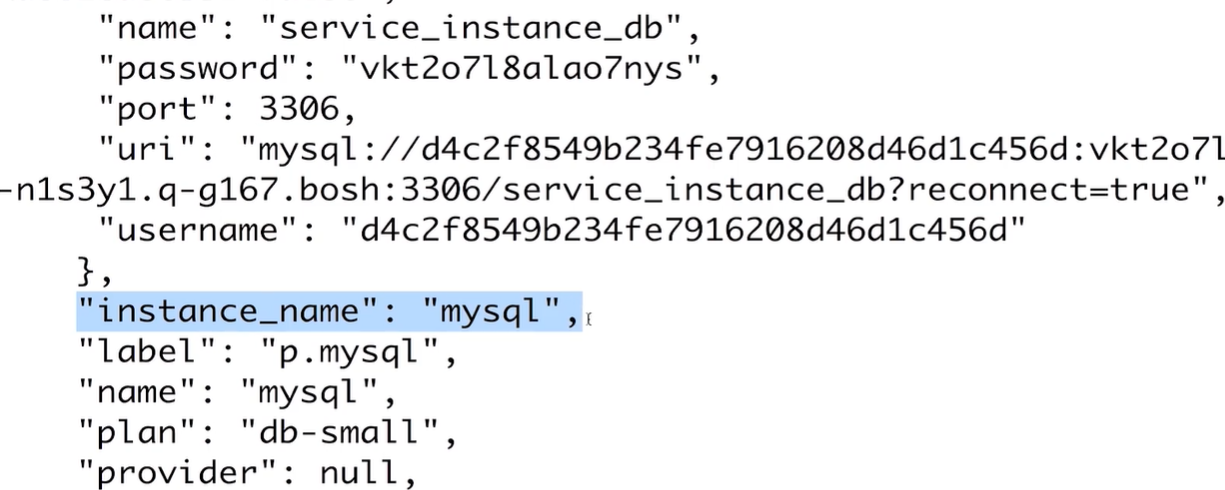 "name": "service_instance_db",
"password": "vkt2o7l8alao7nys",
"port": 3306,
"uri": "mysql://d4c2f8549b234fe7916208d46d1c456d:vkt2o7l
-n1s3y1.q-g167.bosh:3306/service_instance_db?reconnect=true",
"username": "d4c2f8549b234fe7916208d46d1c456d"
},
"instance_name": "mysql",
"label": "p.mysql",
"name": "mysql",
"plan": "db-small",
"provider": null,